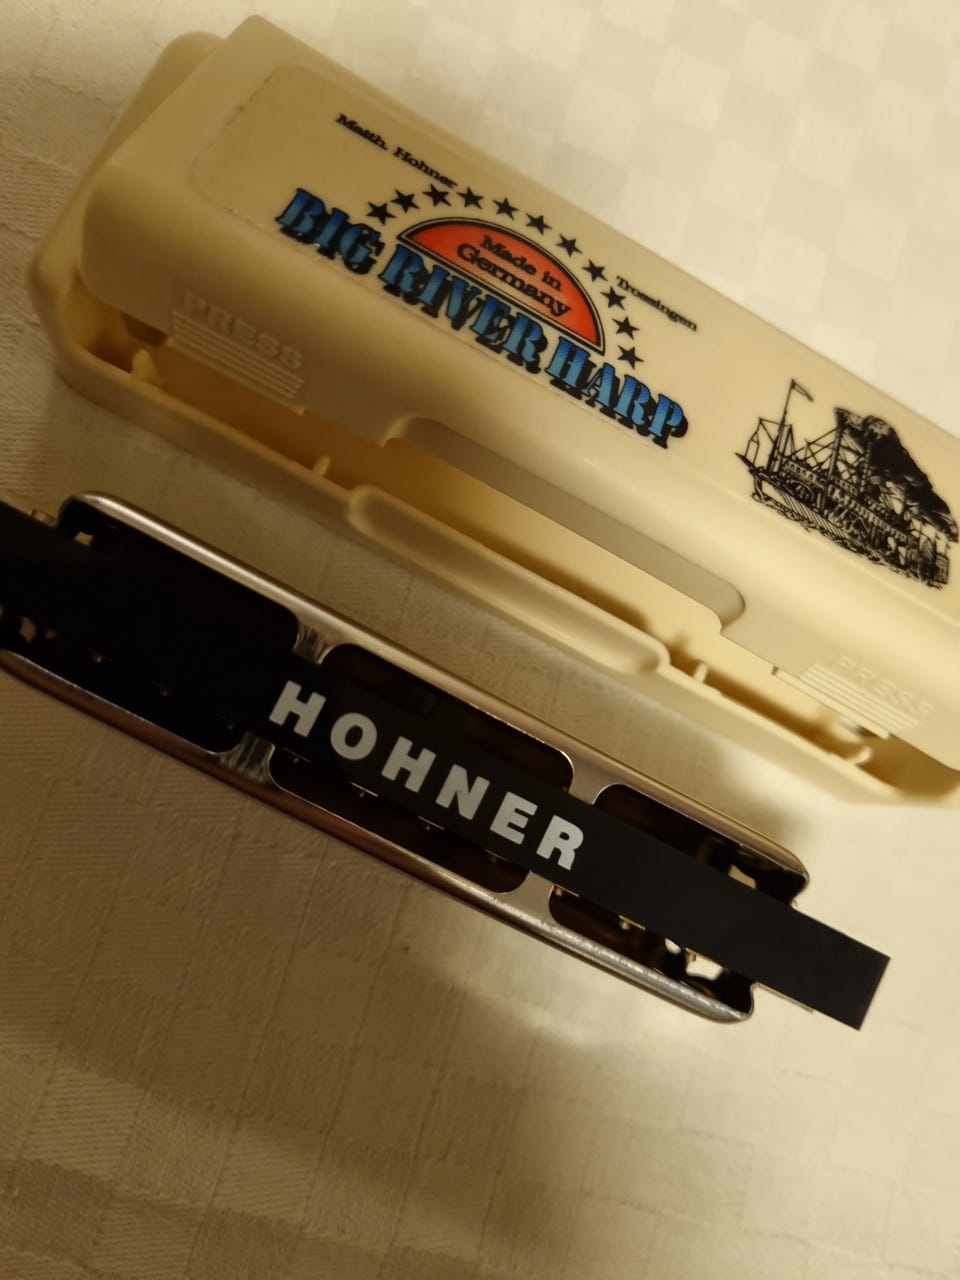 Matth. Hohner
Trossingen
Made in
Germany
BIG RIVER HARP
PRESS
PRESS
HOHNER